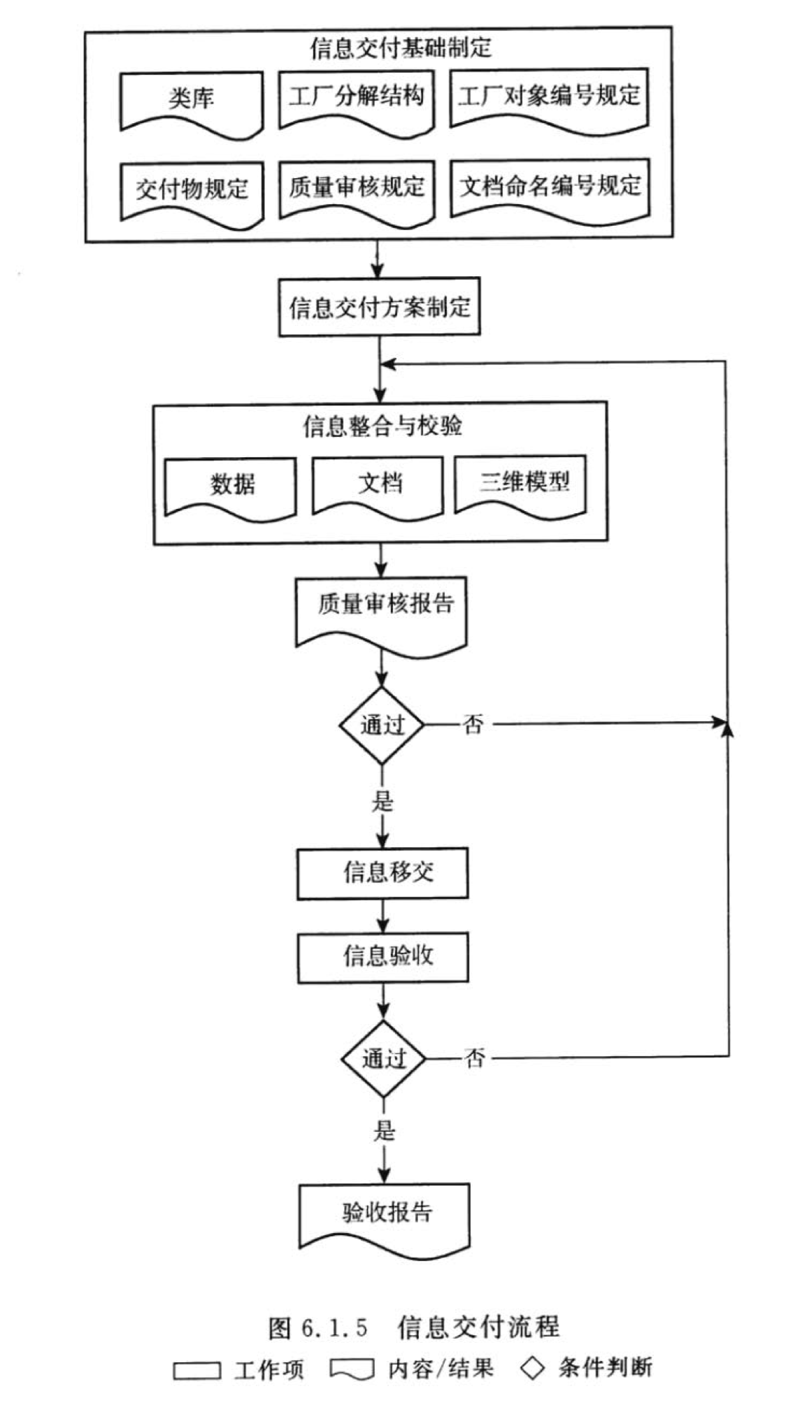 信息交付基础制定
类库 工厂分解结构 工厂对象编号规定
交付物规定 质量审核规定 文档命名编号规定
信息交付方案制定
信息整合与校验
数据 文档 三维模型
质量审核报告
通过 否
是
信息移交
信息验收
通过 否
是
验收报告
图 6.1.5 信息交付流程
工作项 内容/结果 条件判断